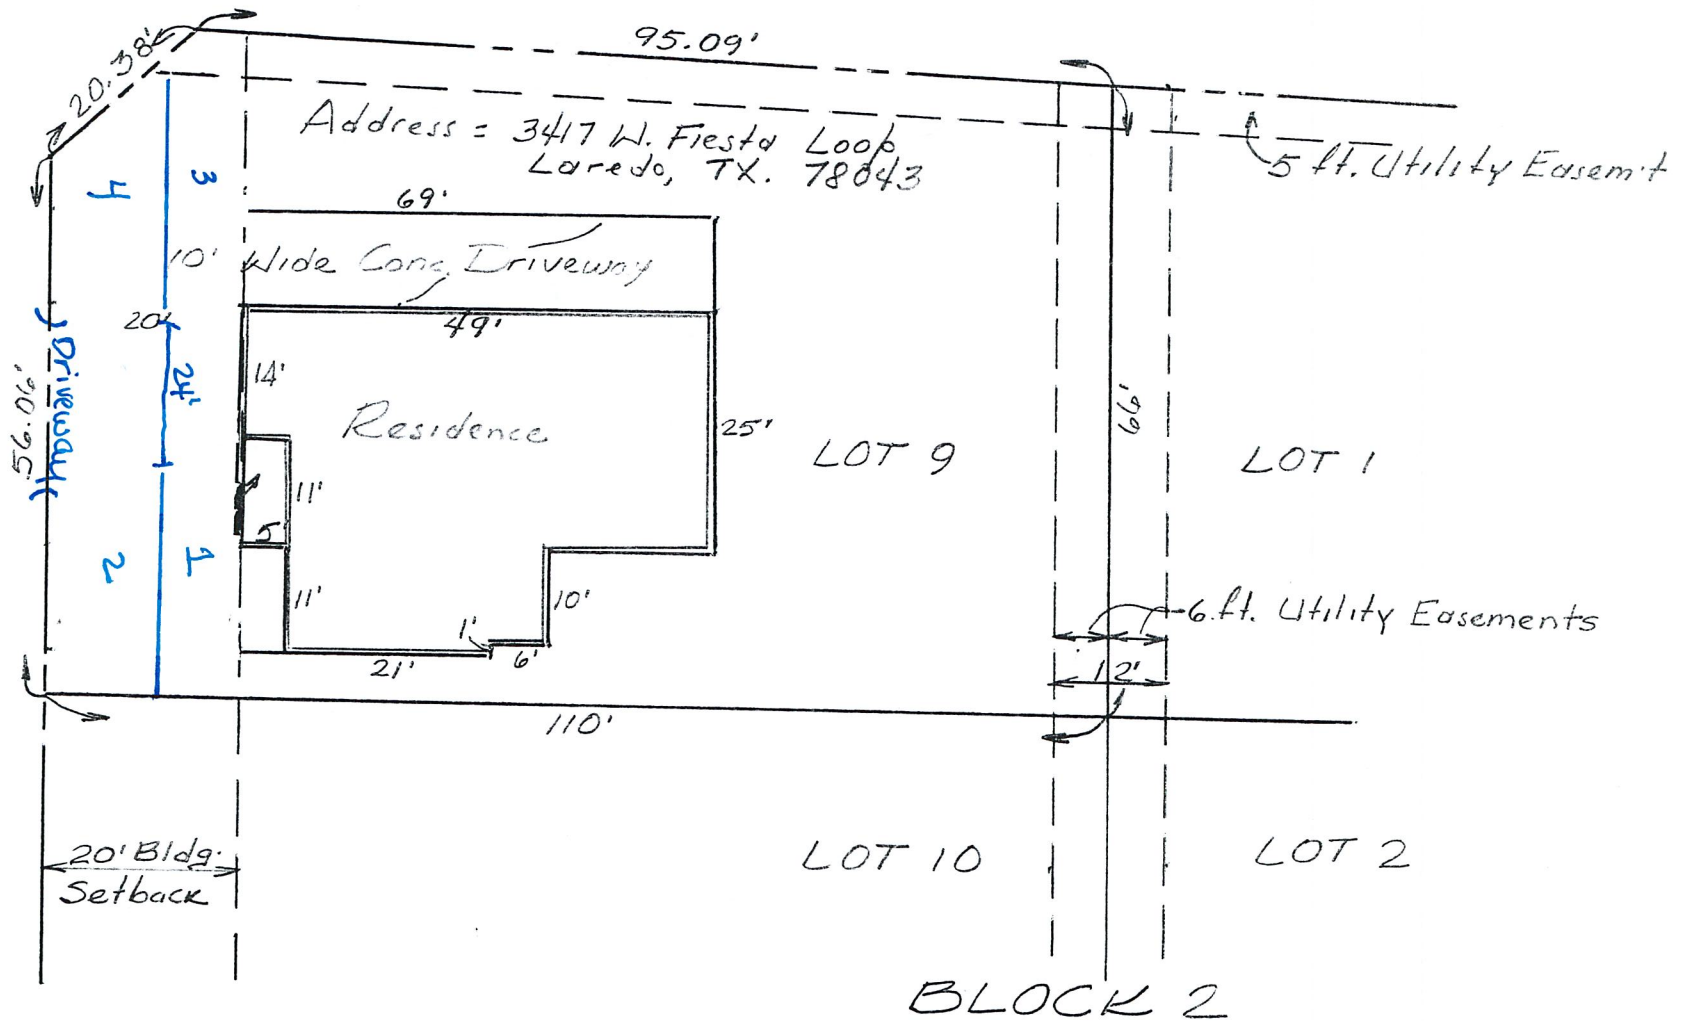 95.09'
20.38'
Address = 3417 W. Fiesta Loop
Laredo, TX. 78043
5 ft. Utility Easem't
3
4
69'
10' Wide Conc. Driveway
20'
49'
24'
14'
Driveway
56.06'
Residence
25'
66'
LOT 9
LOT 1
11'
5'
1
2
11'
10'
1'
6'
21'
6 ft. Utility Easements
12'
110'
20' Bldg.
Setback
LOT 10
LOT 2
BLOCK 2